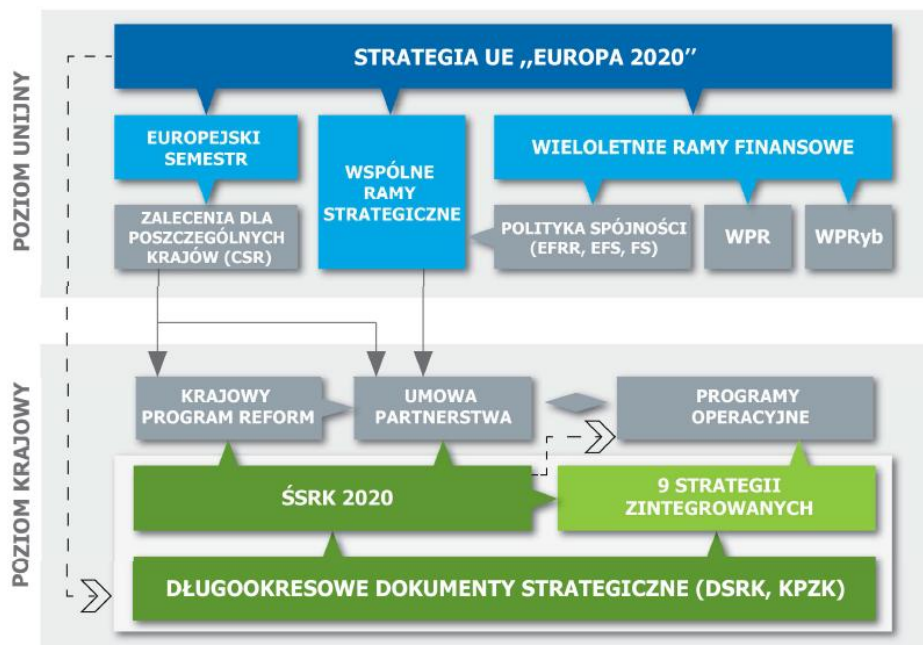 POZIOM UNIJNY
STRATEGIA UE ,,EUROPA 2020”
EUROPEJSKI
SEMESTR
WSPÓLNE
RAMY
STRATEGICZNE
WIELOLETNIE RAMY FINANSOWE
ZALECENIA DLA
POSZCZEGÓLNYCH
KRAJÓW (CSR)
POLITYKA SPÓJNOŚCI
(EFRR, EFS, FS)
WPR
WPRyb
POZIOM KRAJOWY
KRAJOWY
PROGRAM REFORM
UMOWA
PARTNERSTWA
PROGRAMY
OPERACYJNE
ŚSRK 2020
9 STRATEGII
ZINTEGROWANYCH
DŁUGOOKRESOWE DOKUMENTY STRATEGICZNE (DSRK, KPZK)